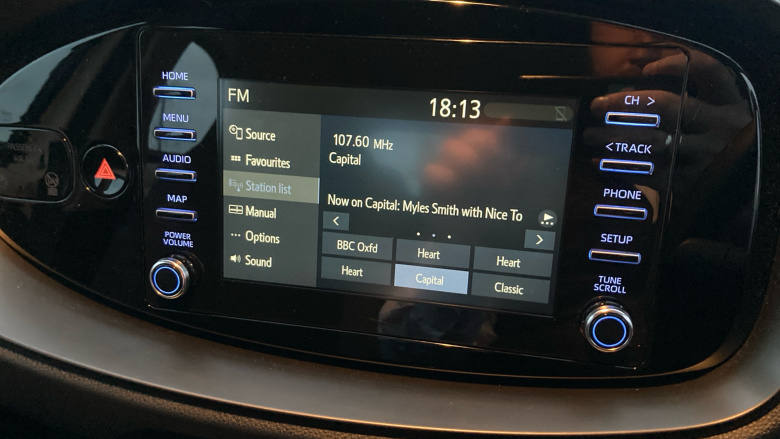 HOME
MENU
AUDIO
MAP
POWER
VOLUME
FM
18:13
Source
Favourites
Station list
Manual
Options
Sound
107.60 MHz
Capital
Now on Capital: Myles Smith with Nice To
<
>
BBC Oxfd
Heart
Heart
Heart
Capital
Classic
CH >
< TRACK
PHONE
SETUP
TUNE
SCROLL